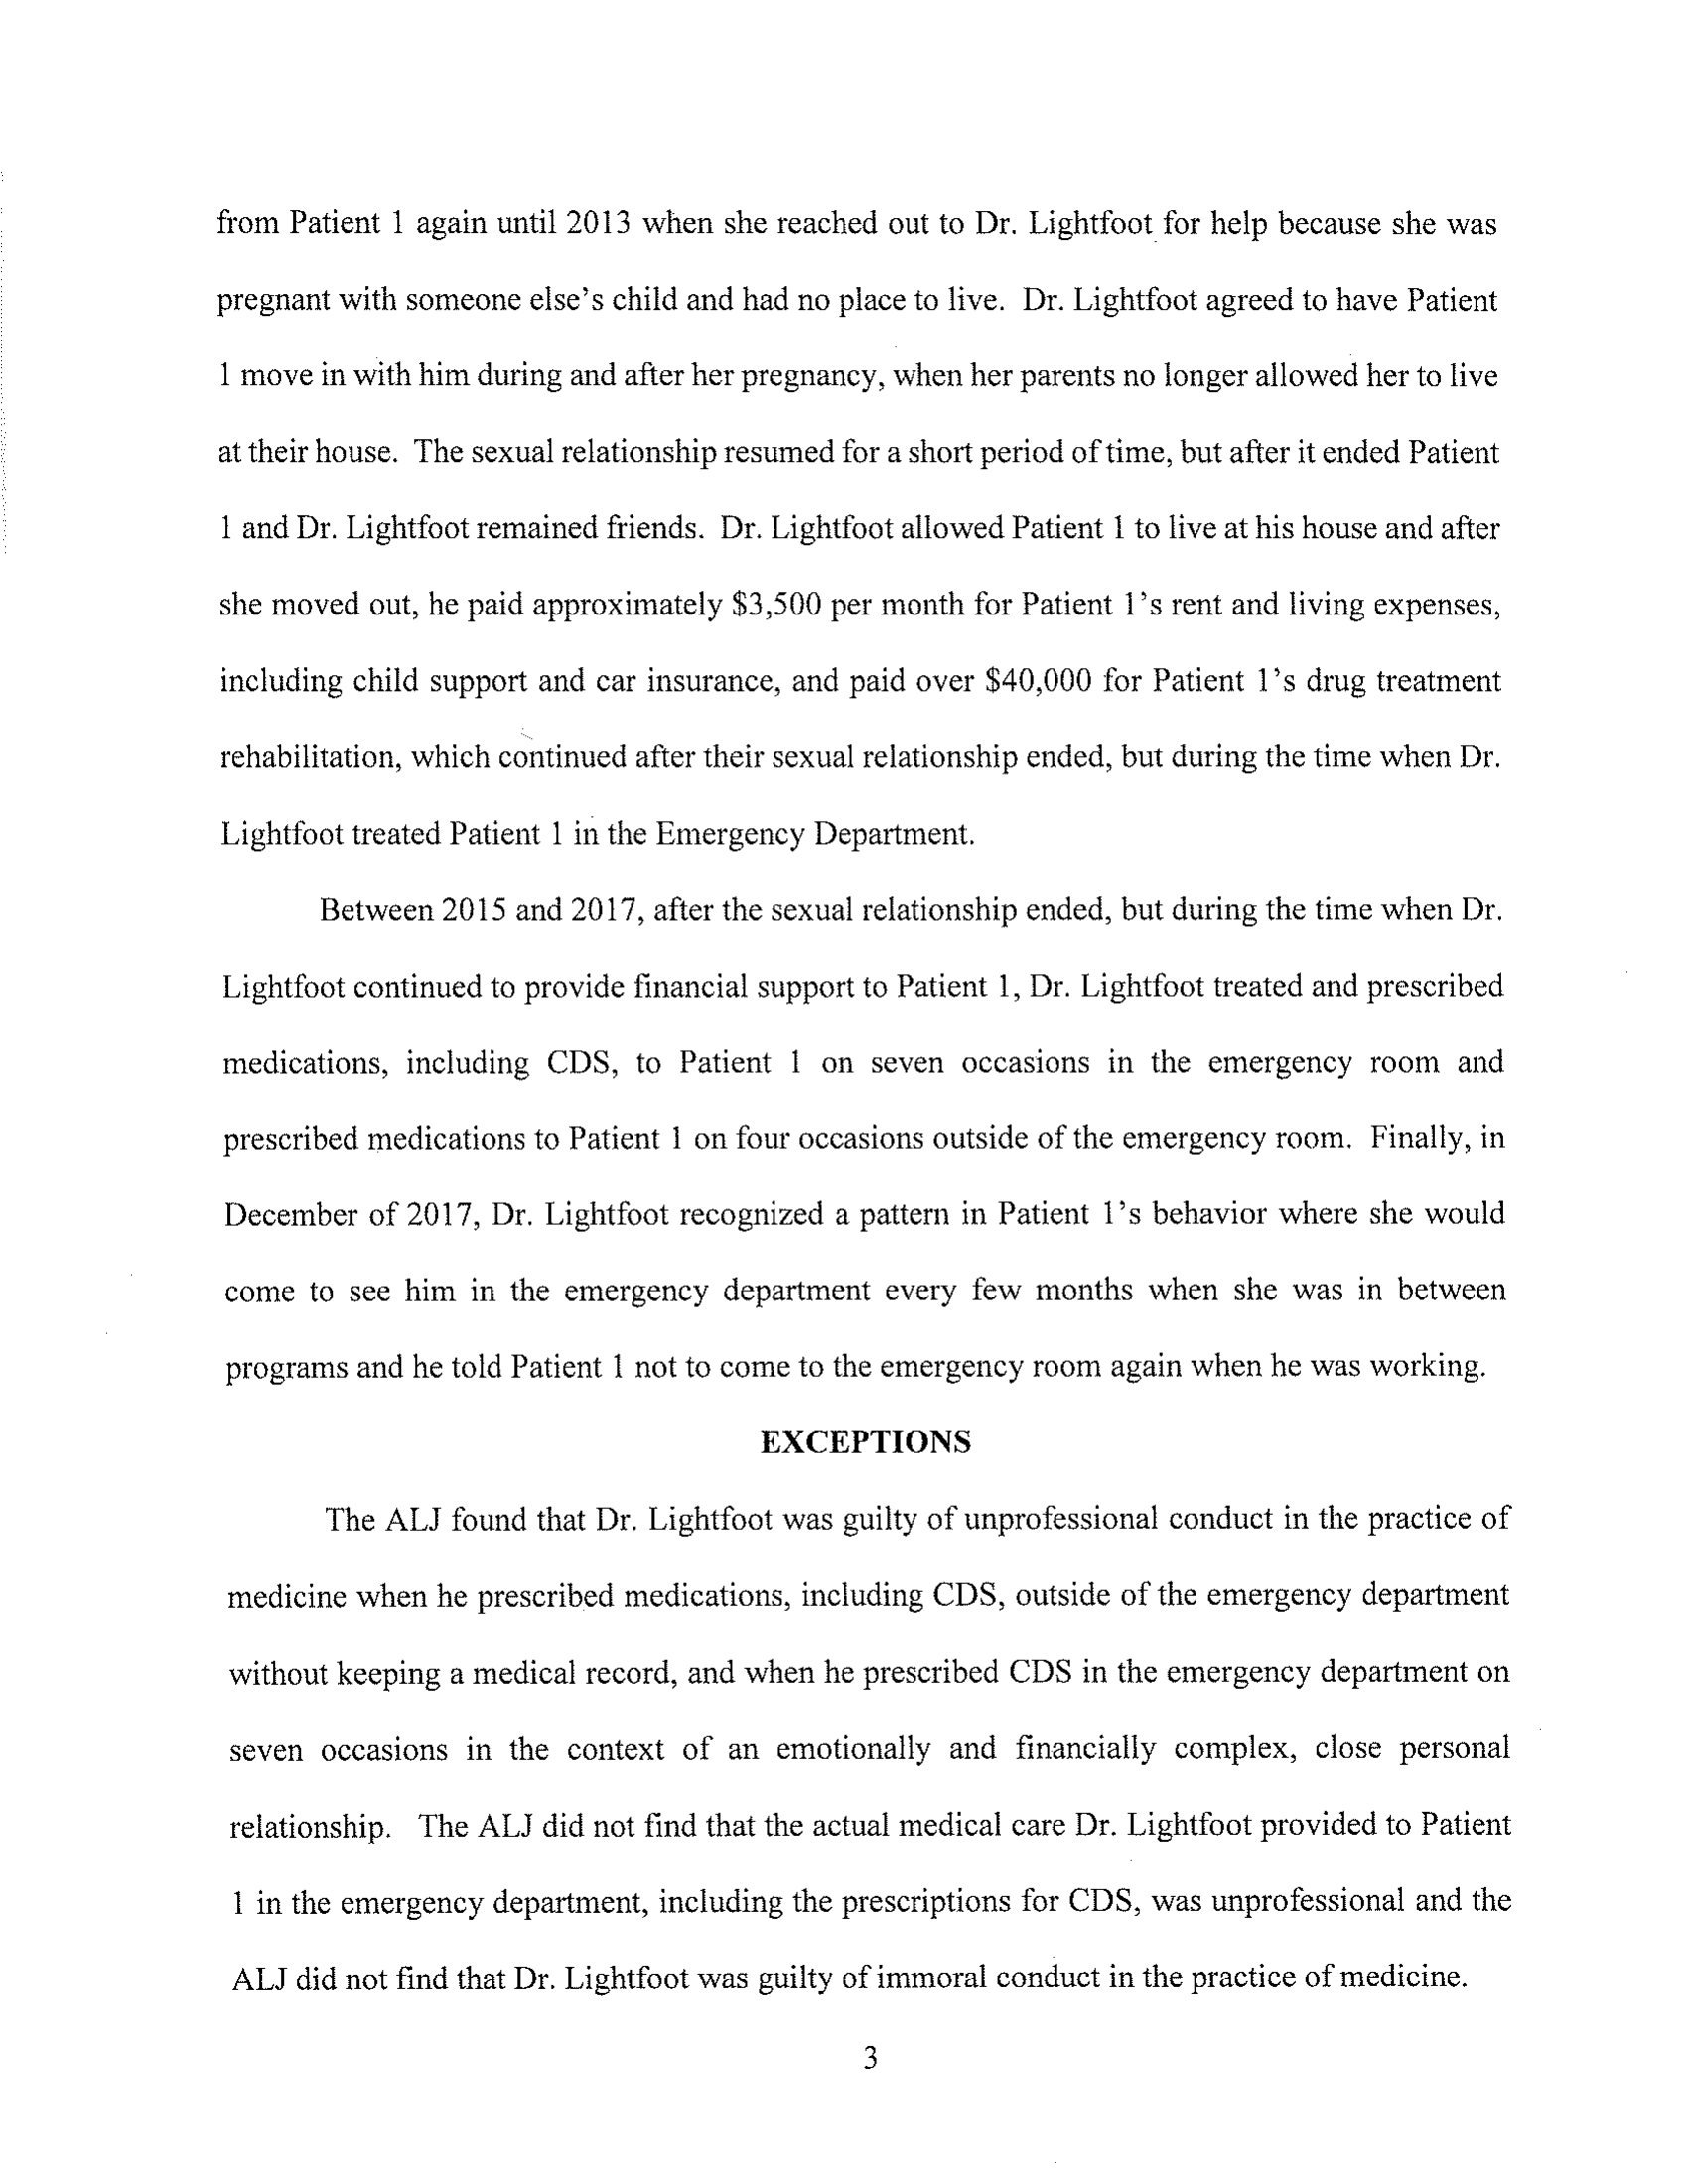 from Patient 1 again until 2013 when she reached out to Dr. Lightfoot for help because she was
pregnant with someone else's child and had no place to live. Dr. Lightfoot agreed to have Patient
1 move in with him during and after her pregnancy, when her parents no longer allowed her to live
at their house. The sexual relationship resumed for a short period of time, but after it ended Patient
1 and Dr. Lightfoot remained friends. Dr. Lightfoot allowed Patient 1 to live at his house and after
she moved out, he paid approximately $3,500 per month for Patient 1's rent and living expenses,
including child support and car insurance, and paid over $40,000 for Patient 1's drug treatment
rehabilitation, which continued after their sexual relationship ended, but during the time when Dr.
Lightfoot treated Patient 1 in the Emergency Department.
Between 2015 and 2017, after the sexual relationship ended, but during the time when Dr.
Lightfoot continued to provide financial support to Patient 1, Dr. Lightfoot treated and prescribed
medications, including CDS, to Patient 1 on seven occasions in the emergency room and
prescribed medications to Patient 1 on four occasions outside of the emergency room. Finally, in
December of 2017, Dr. Lightfoot recognized a pattern in Patient 1's behavior where she would
come to see him in the emergency department every few months when she was in between
programs and he told Patient 1 not to come to the emergency room again when he was working.
EXCEPTIONS
The ALJ found that Dr. Lightfoot was guilty of unprofessional conduct in the practice of
medicine when he prescribed medications, including CDS, outside of the emergency department
without keeping a medical record, and when he prescribed CDS in the emergency department on
seven occasions in the context of an emotionally and financially complex, close personal
relationship. The ALJ did not find that the actual medical care Dr. Lightfoot provided to Patient
1 in the emergency department, including the prescriptions for CDS, was unprofessional and the
ALJ did not find that Dr. Lightfoot was guilty of immoral conduct in the practice of medicine.
3